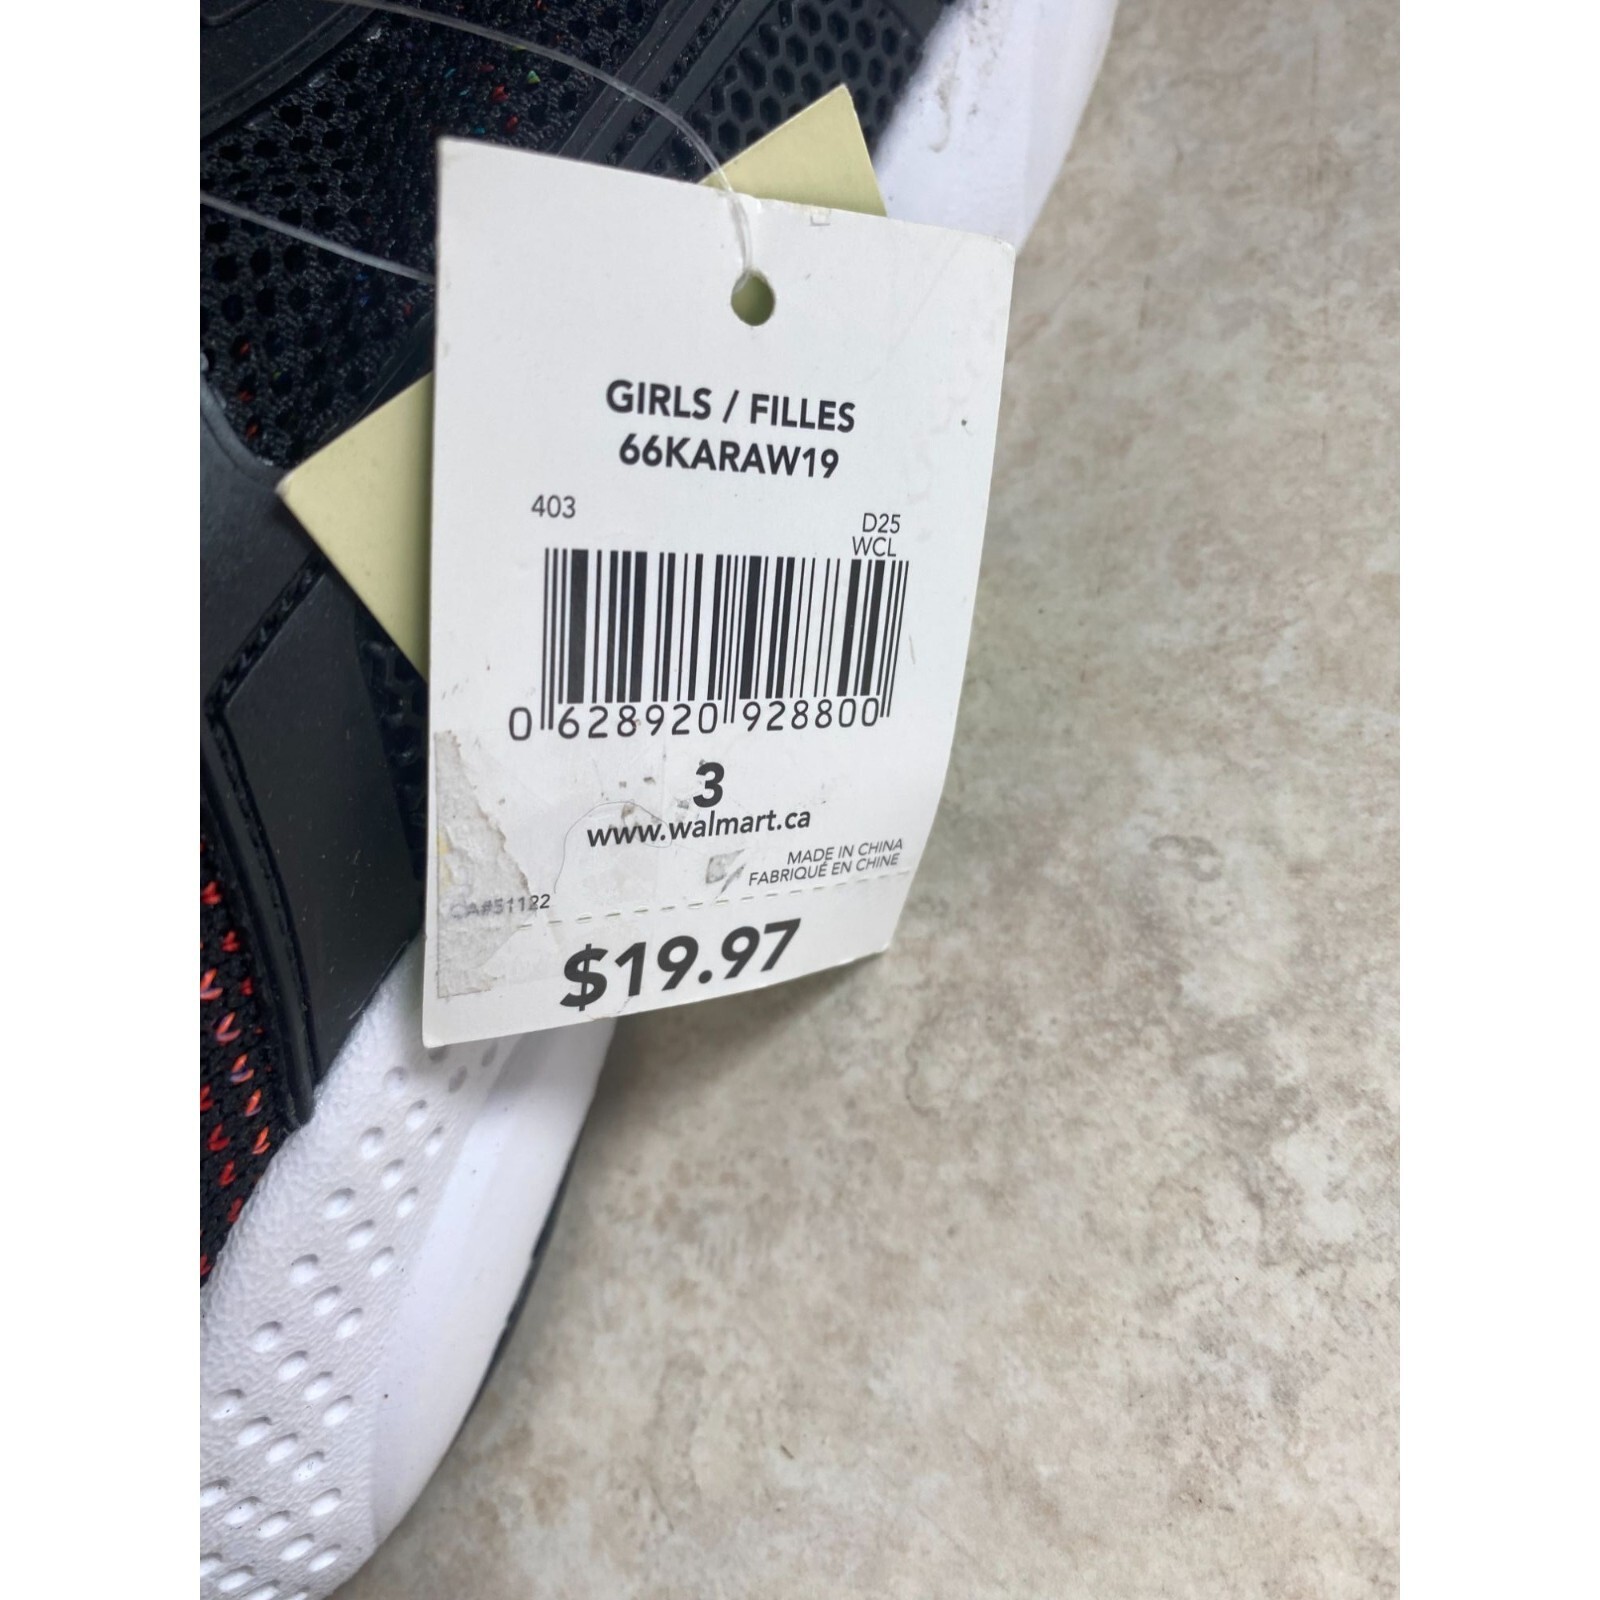 GIRLS / FILLES
66KARAW19
403
D25
WCL
0 628920 928800
3
www.walmart.ca
MADE IN CHINA
FABRIQUÉ EN CHINE
CA#51122
$19.97